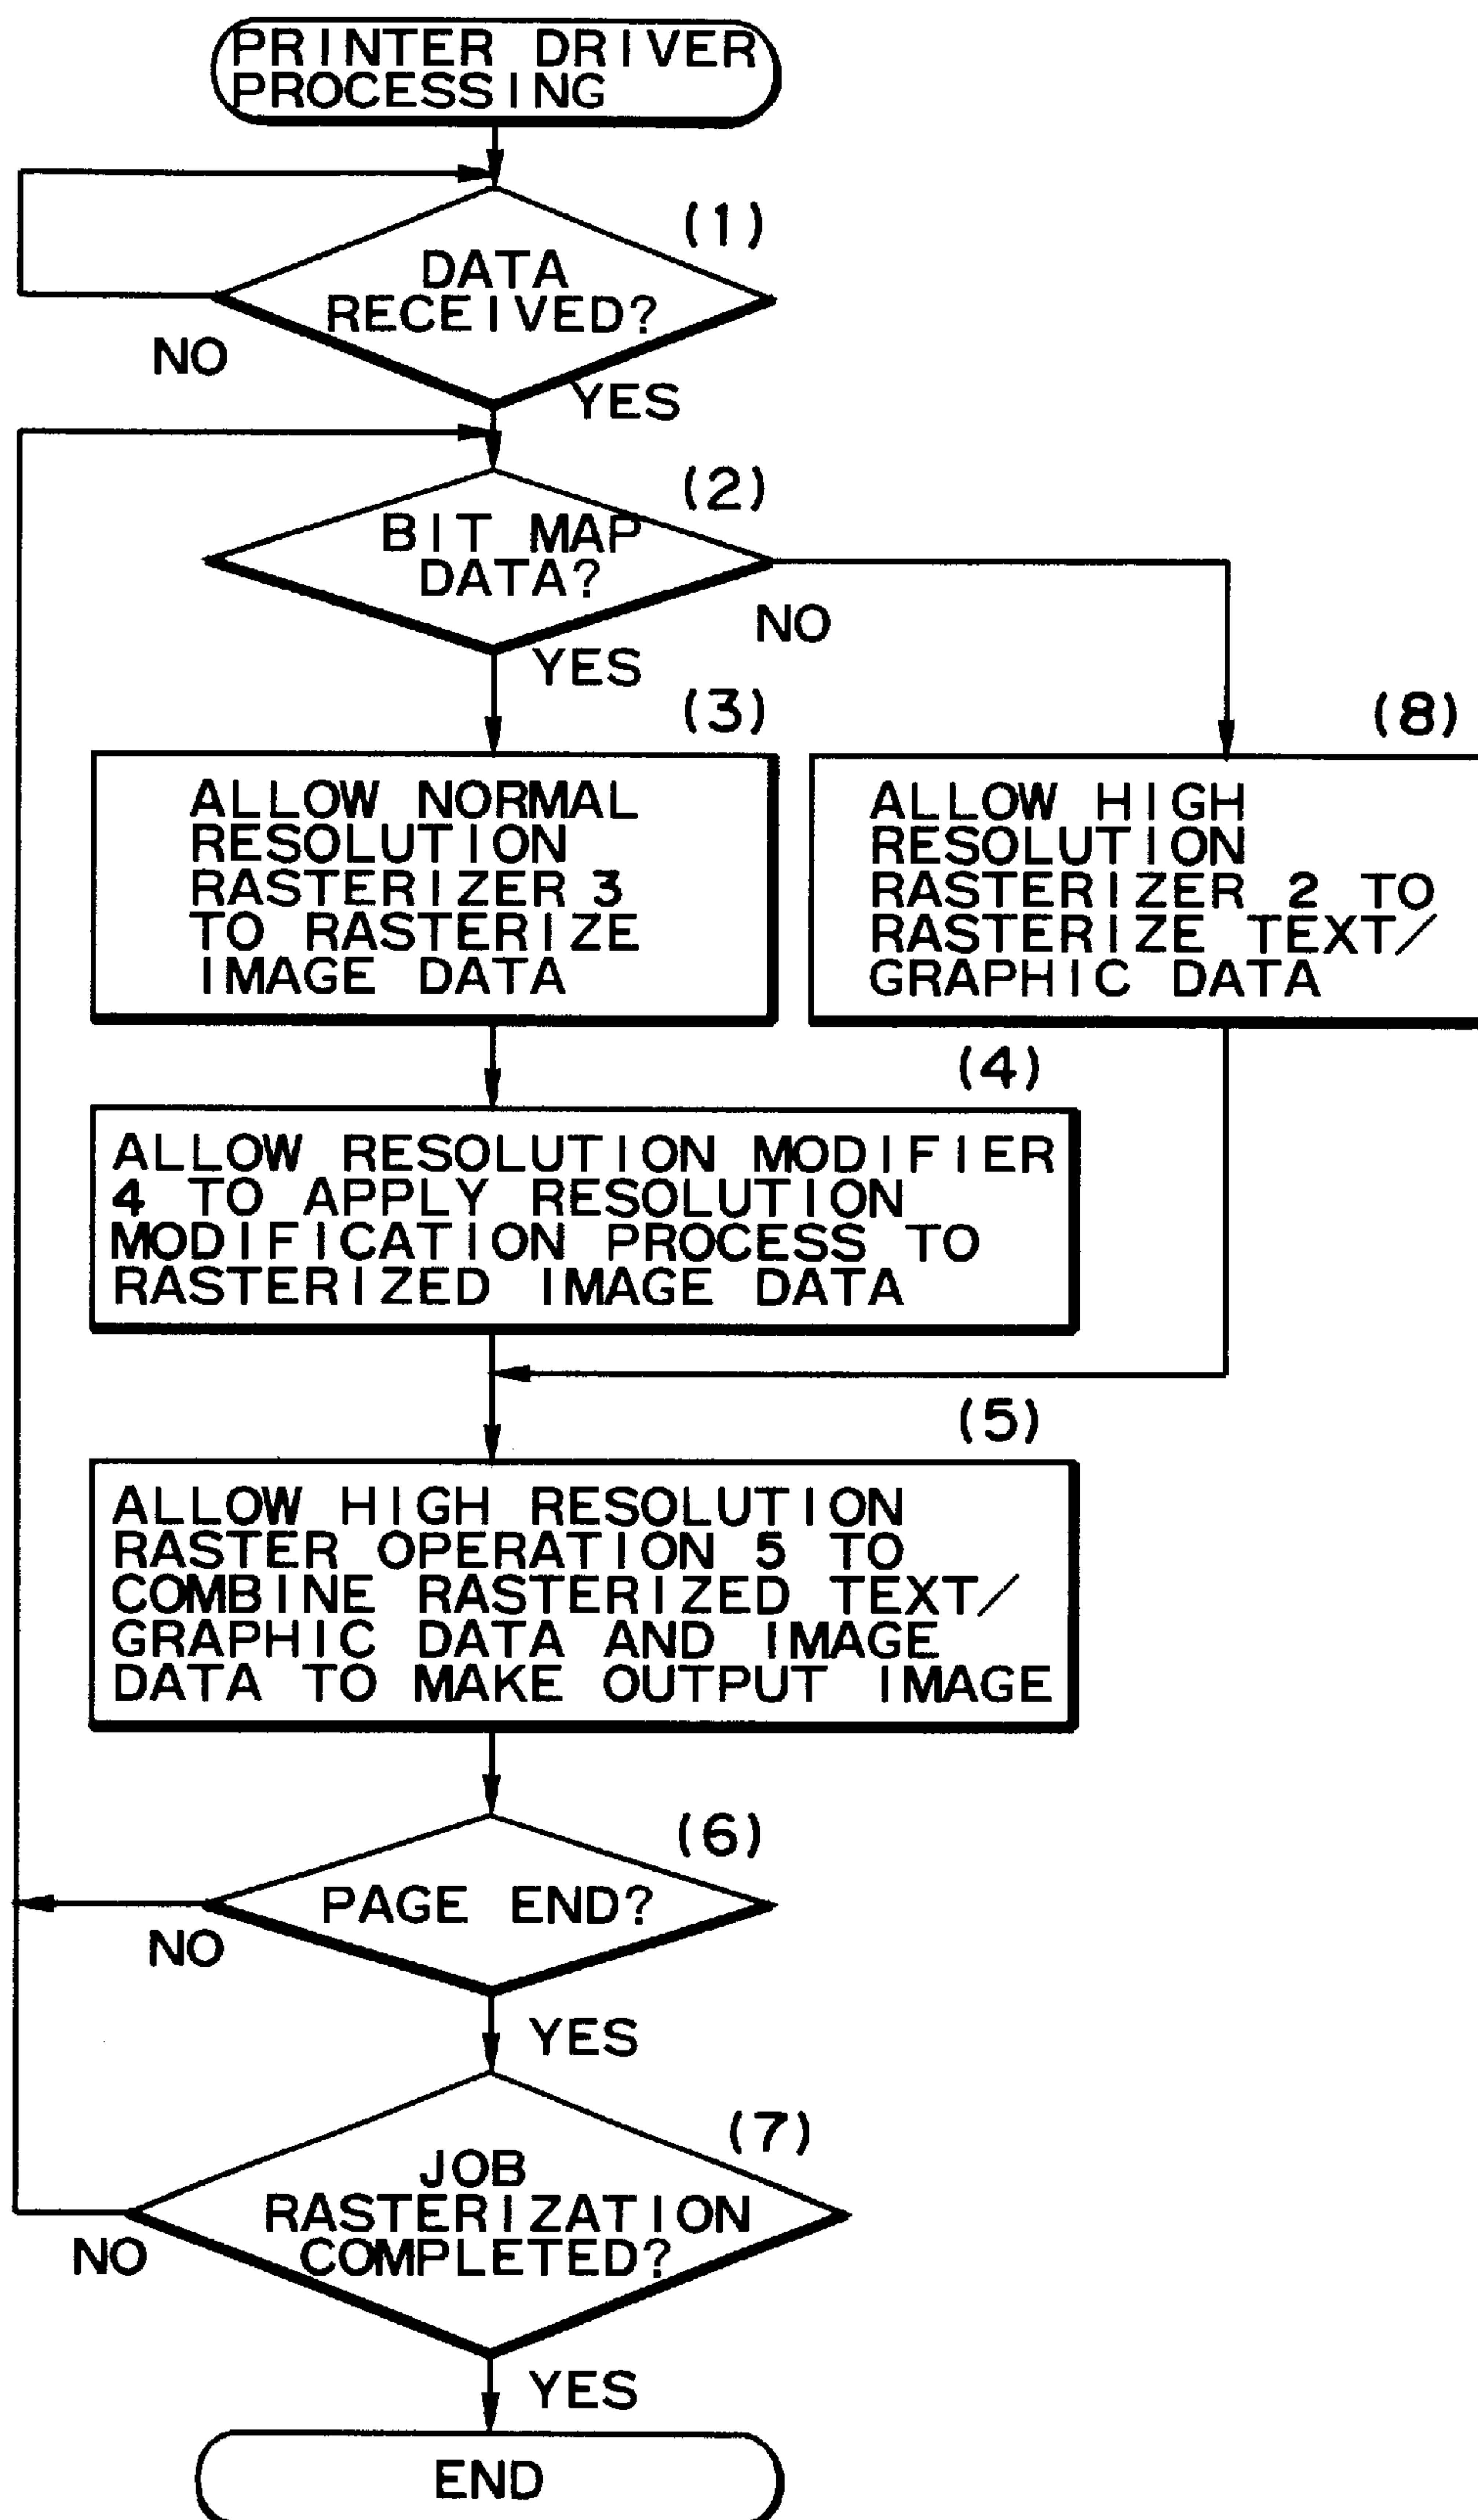 PRINTER DRIVER
PROCESSING
(1)
DATA
RECEIVED?
NO
YES
(2)
BIT MAP
DATA?
NO
YES
(3)
ALLOW NORMAL
RESOLUTION
RASTERIZER 3
TO RASTERIZE
IMAGE DATA
(8)
ALLOW HIGH
RESOLUTION
RASTERIZER 2 TO
RASTERIZE TEXT/
GRAPHIC DATA
(4)
ALLOW RESOLUTION MODIFIER
4 TO APPLY RESOLUTION
MODIFICATION PROCESS TO
RASTERIZED IMAGE DATA
(5)
ALLOW HIGH RESOLUTION
RASTER OPERATION 5 TO
COMBINE RASTERIZED TEXT/
GRAPHIC DATA AND IMAGE
DATA TO MAKE OUTPUT IMAGE
(6)
PAGE END?
NO
YES
(7)
JOB
RASTERIZATION
COMPLETED?
NO
YES
END